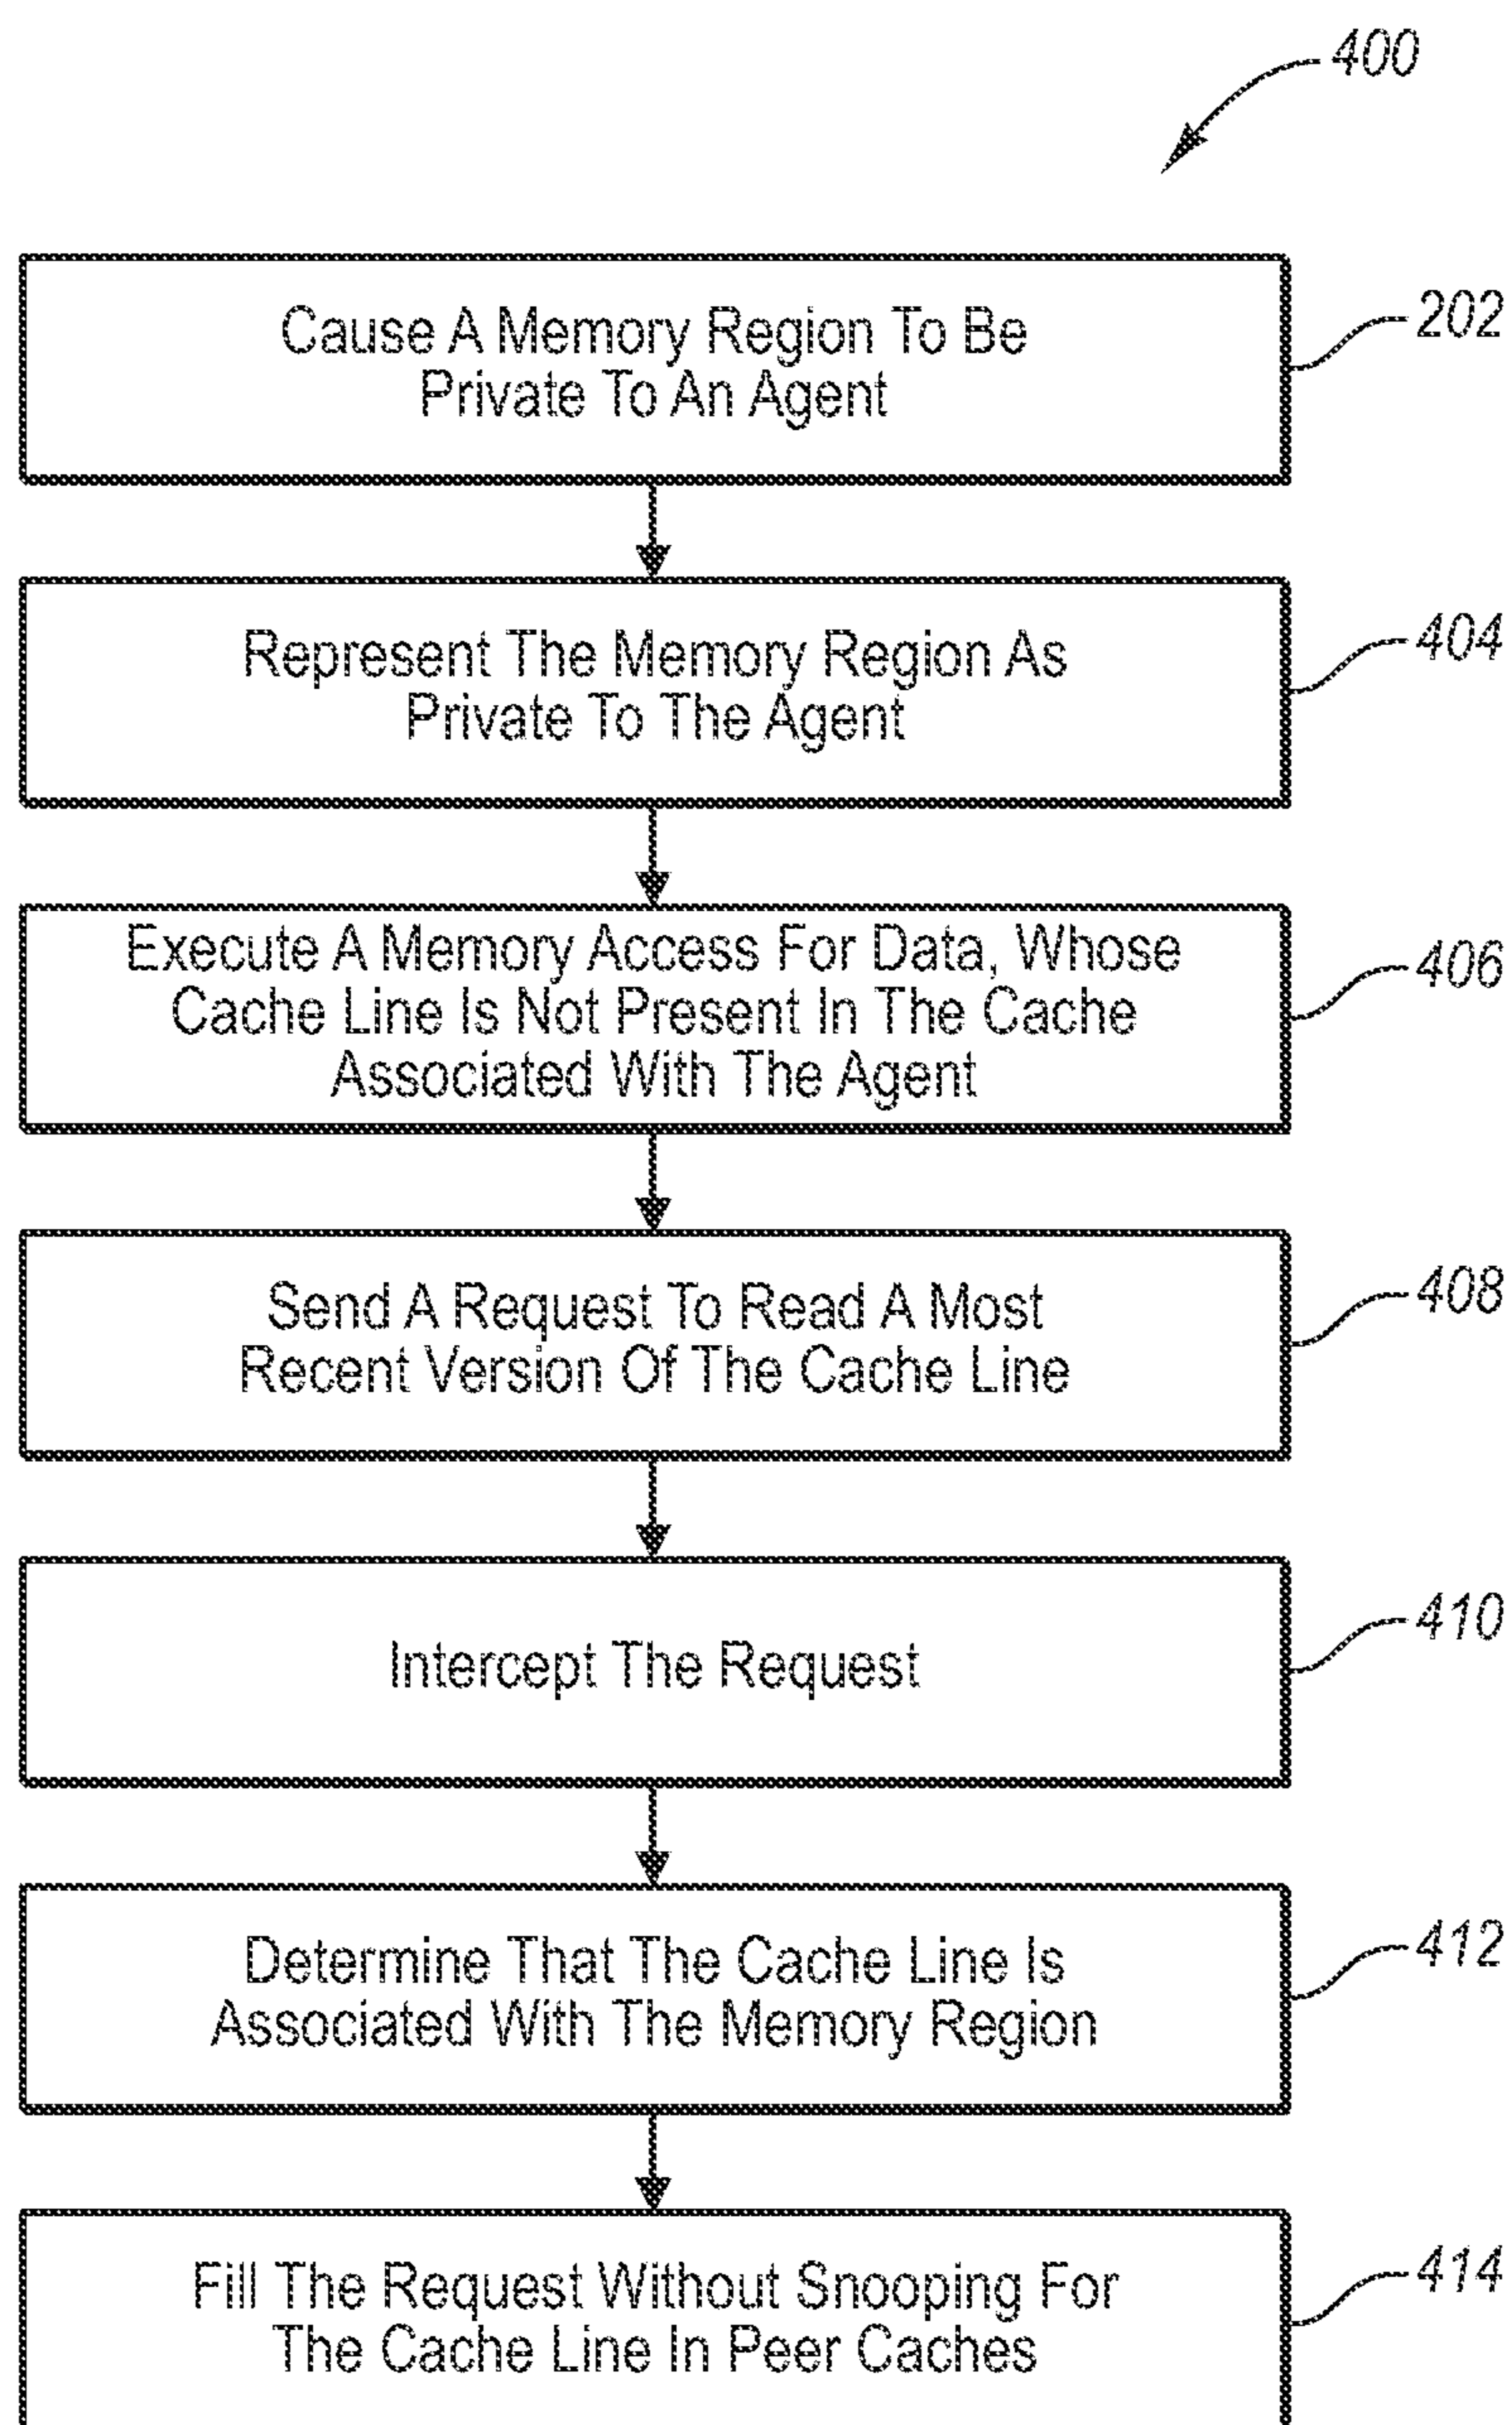 400
Cause A Memory Region To Be
Private To An Agent
202
Represent The Memory Region As
Private To The Agent
404
Execute A Memory Access For Data, Whose
Cache Line Is Not Present In The Cache
Associated With The Agent
406
Send A Request To Read A Most
Recent Version Of The Cache Line
408
Intercept The Request
410
Determine That The Cache Line Is
Associated With The Memory Region
412
Fill The Request Without Snooping For
The Cache Line In Peer Caches
414